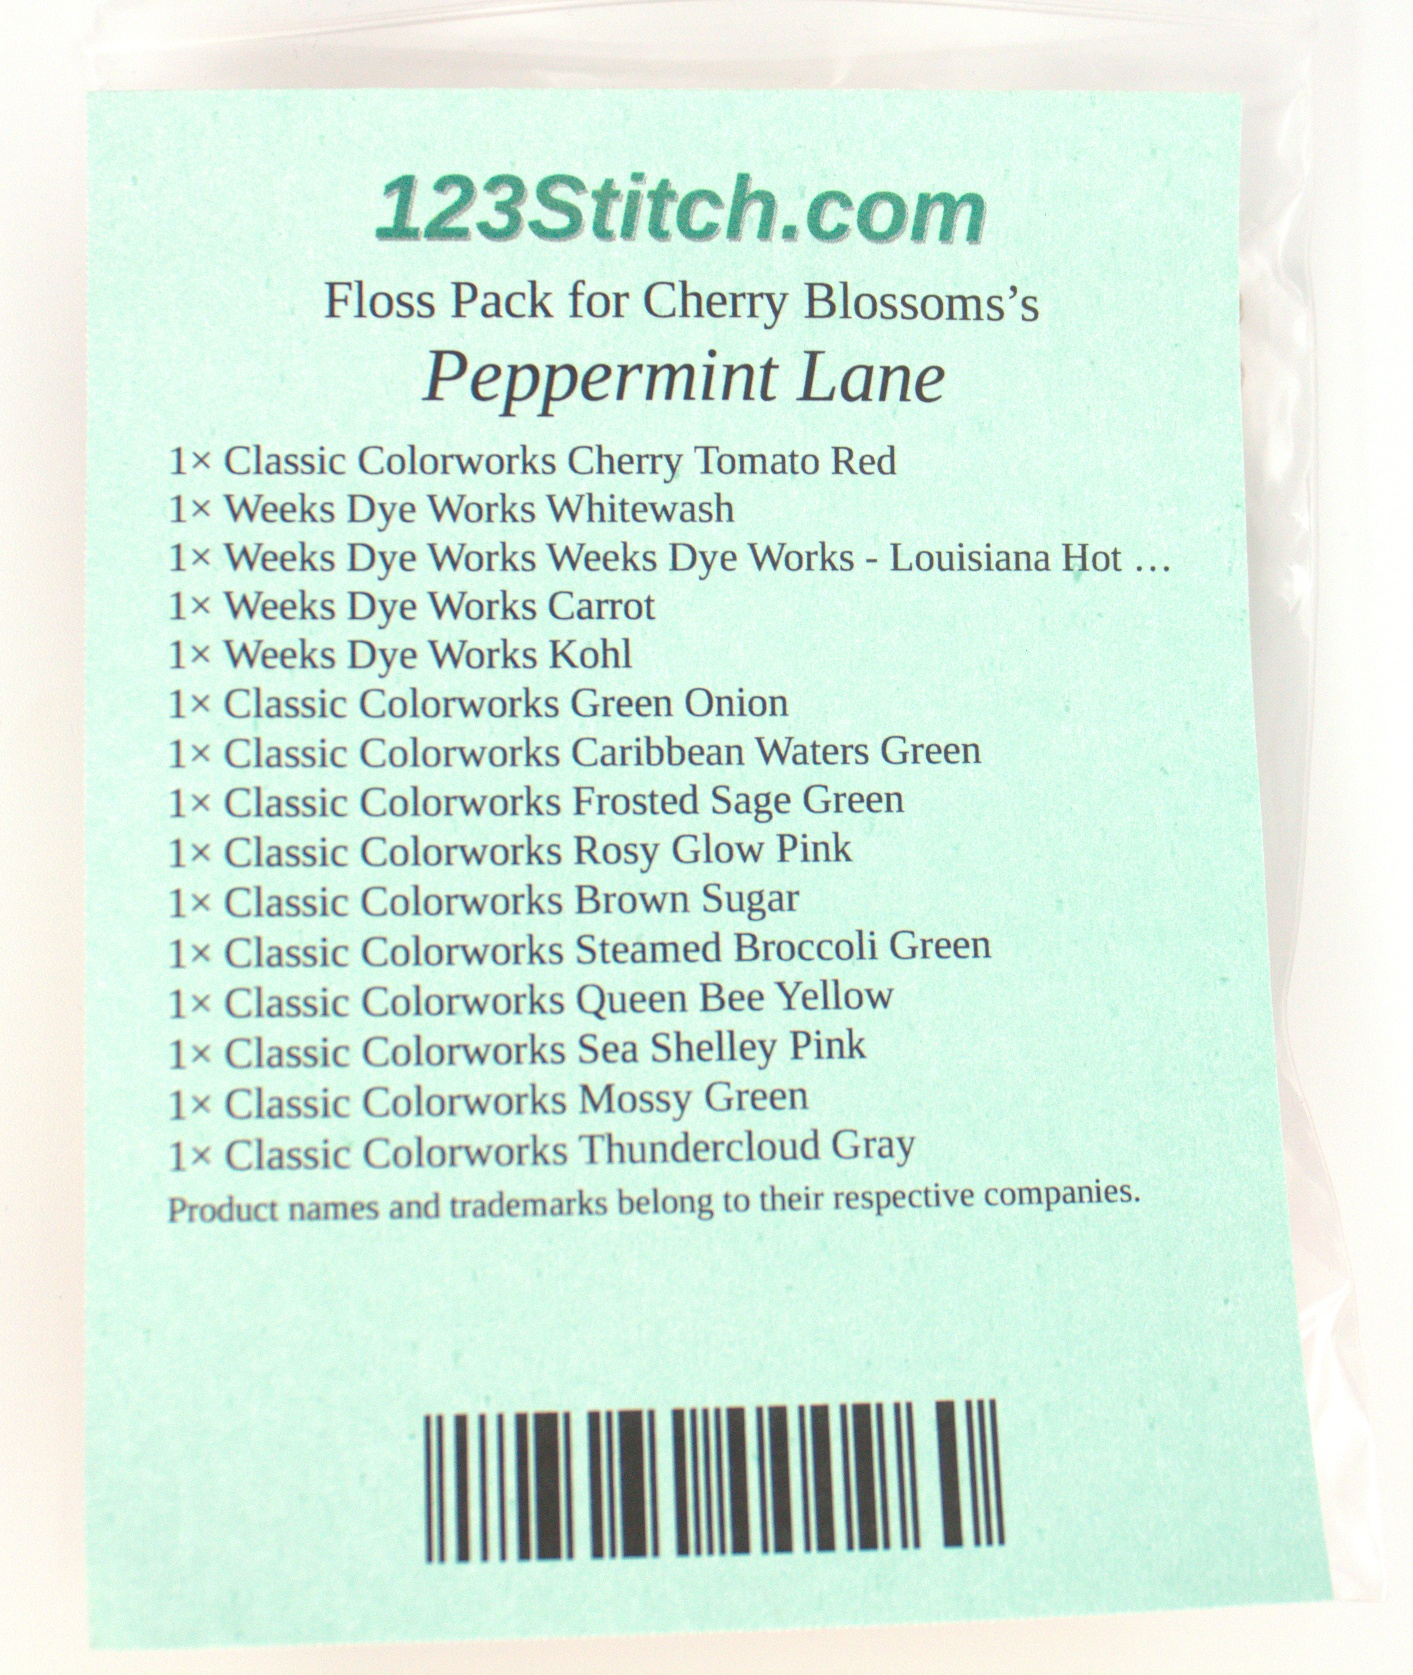 123Stitch.com
Floss Pack for Cherry Blossoms’s
Peppermint Lane
1× Classic Colorworks Cherry Tomato Red
1× Weeks Dye Works Whitewash
1× Weeks Dye Works Weeks Dye Works - Louisiana Hot …
1× Weeks Dye Works Carrot
1× Weeks Dye Works Kohl
1× Classic Colorworks Green Onion
1× Classic Colorworks Caribbean Waters Green
1× Classic Colorworks Frosted Sage Green
1× Classic Colorworks Rosy Glow Pink
1× Classic Colorworks Brown Sugar
1× Classic Colorworks Steamed Broccoli Green
1× Classic Colorworks Queen Bee Yellow
1× Classic Colorworks Sea Shelley Pink
1× Classic Colorworks Mossy Green
1× Classic Colorworks Thundercloud Gray
Product names and trademarks belong to their respective companies.